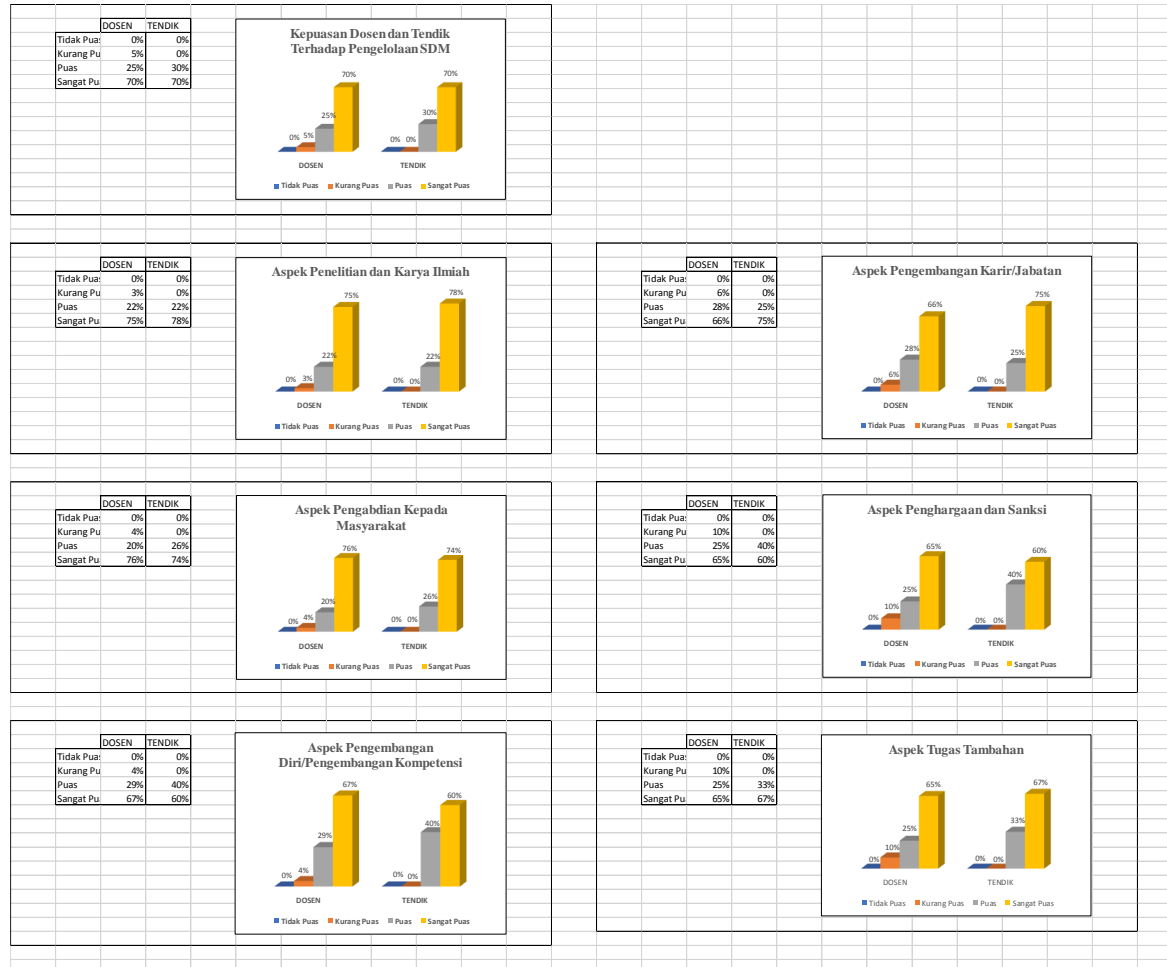 DOSEN TENDIK
Tidak Puas 0% 0%
Kurang Pu 5% 0%
Puas 25% 30%
Sangat Pu 70% 70%
Kepuasan Dosen dan Tendik
Terhadap Pengelolaan SDM
70% 70%
25% 30%
0% 5% 0% 0%
DOSEN TENDIK
Tidak Puas Kurang Puas Puas Sangat Puas
DOSEN TENDIK
Tidak Puas 0% 0%
Kurang Pu 3% 0%
Puas 22% 22%
Sangat Pu 75% 78%
Aspek Penelitian dan Karya Ilmiah
75% 78%
22% 22%
0% 3% 0% 0%
DOSEN TENDIK
Tidak Puas Kurang Puas Puas Sangat Puas
DOSEN TENDIK
Tidak Puas 0% 0%
Kurang Pu 6% 0%
Puas 28% 25%
Sangat Pu 66% 75%
Aspek Pengembangan Karir/Jabatan
66% 75%
28% 25%
0% 6% 0% 0%
DOSEN TENDIK
Tidak Puas Kurang Puas Puas Sangat Puas
DOSEN TENDIK
Tidak Puas 0% 0%
Kurang Pu 4% 0%
Puas 20% 26%
Sangat Pu 76% 74%
Aspek Pengabdian Kepada
Masyarakat
76% 74%
20% 26%
0% 4% 0% 0%
DOSEN TENDIK
Tidak Puas Kurang Puas Puas Sangat Puas
DOSEN TENDIK
Tidak Puas 0% 0%
Kurang Pu 10% 0%
Puas 25% 40%
Sangat Pu 65% 60%
Aspek Penghargaan dan Sanksi
65% 60%
25% 40%
0% 10% 0% 0%
DOSEN TENDIK
Tidak Puas Kurang Puas Puas Sangat Puas
DOSEN TENDIK
Tidak Puas 0% 0%
Kurang Pu 4% 0%
Puas 29% 40%
Sangat Pu 67% 60%
Aspek Pengembangan
Diri/Pengembangan Kompetensi
67% 60%
29% 40%
0% 4% 0% 0%
DOSEN TENDIK
Tidak Puas Kurang Puas Puas Sangat Puas
DOSEN TENDIK
Tidak Puas 0% 0%
Kurang Pu 10% 0%
Puas 25% 33%
Sangat Pu 65% 67%
Aspek Tugas Tambahan
65% 67%
25% 33%
0% 10% 0% 0%
DOSEN TENDIK
Tidak Puas Kurang Puas Puas Sangat Puas